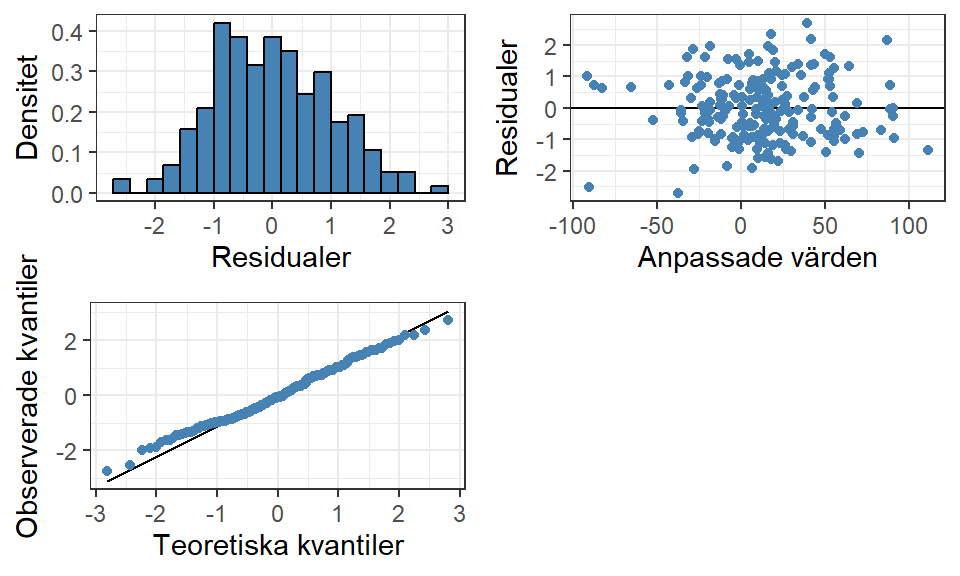 Densitet
0.4
0.3
0.2
0.1
0.0
-2 -1 0 1 2 3
Residualer
Residualer
2
1
0
-1
-2
-100 -50 0 50 100
Anpassade värden
Observerade kvantiler
2
0
-2
-3 -2 -1 0 1 2 3
Teoretiska kvantiler